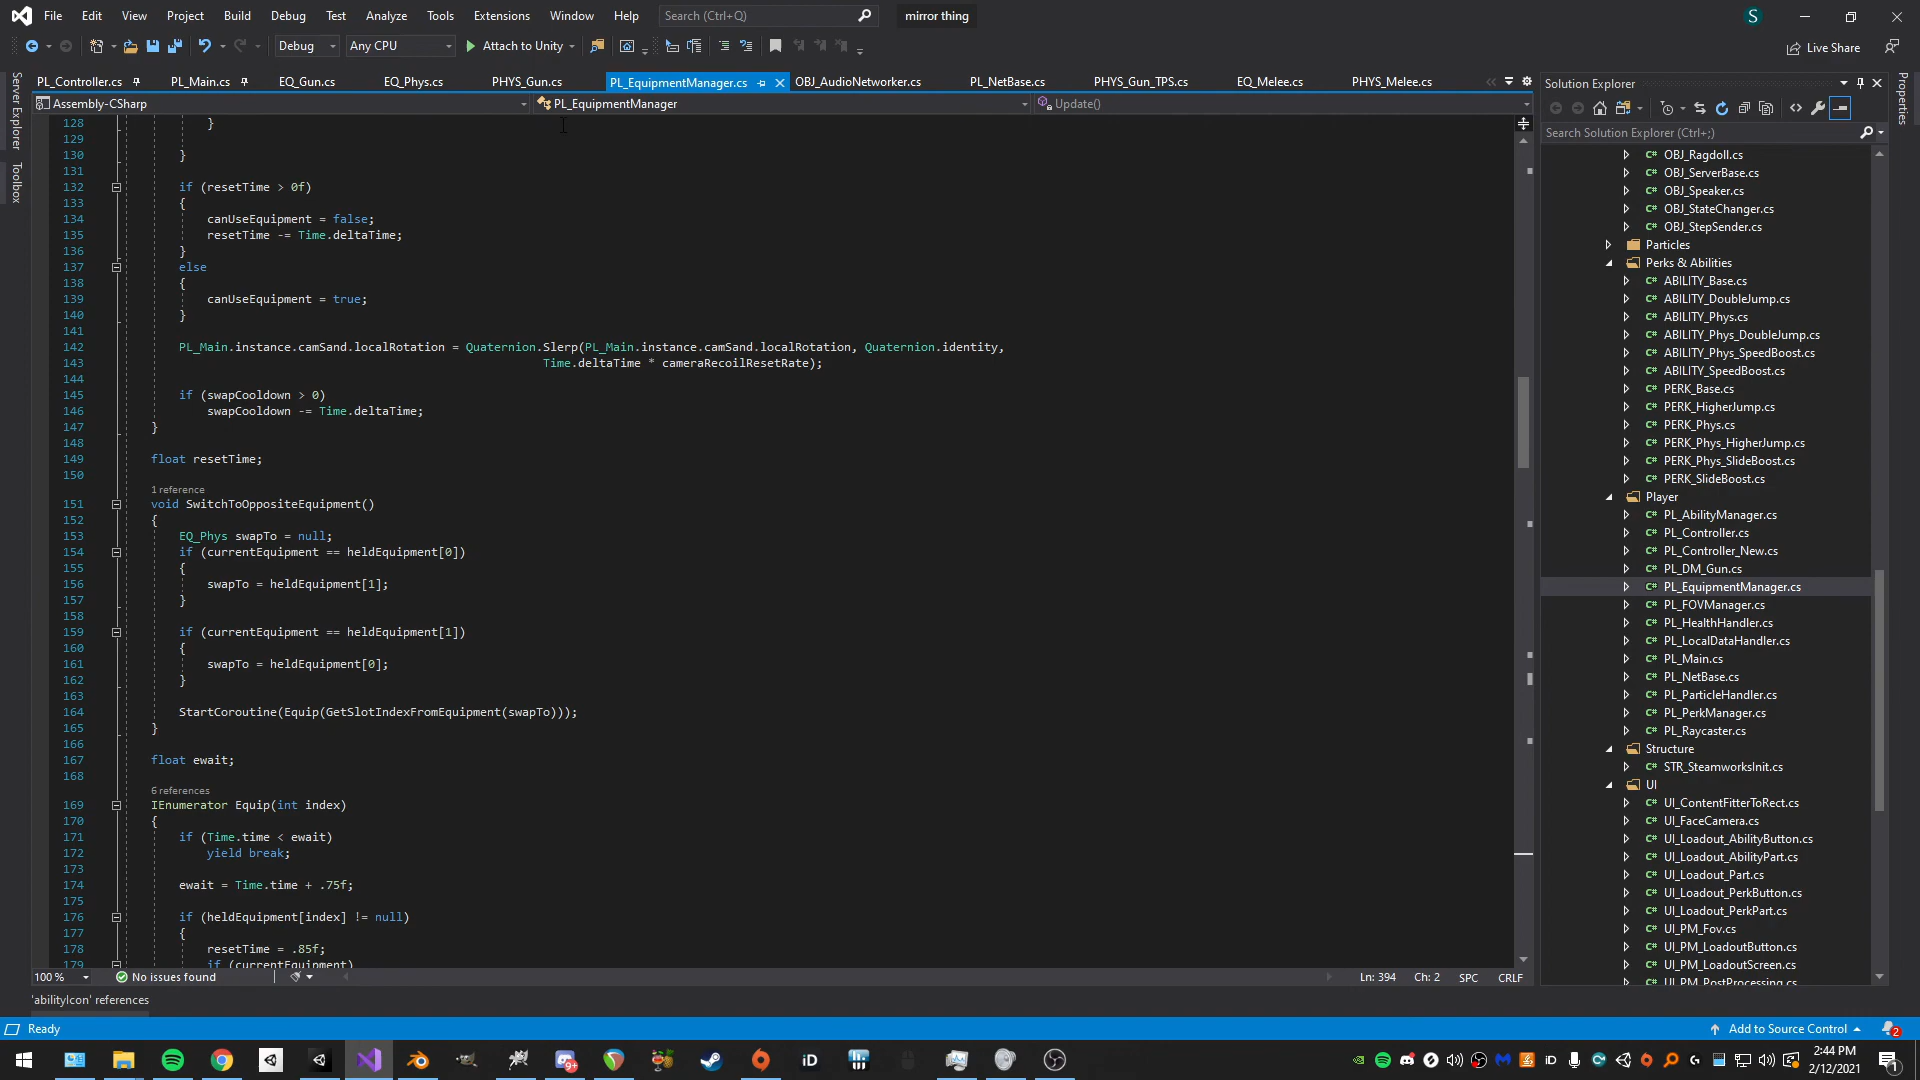 File Edit View Project Build Debug Test Analyze Tools Extensions Window Help Search (Ctrl+Q) mirror thing S
Debug Any CPU Attach to Unity Live Share
PL_Controller.cs PL_Main.cs EQ_Gun.cs EQ_Phys.cs PHYS_Gun.cs PL_EquipmentManager.cs OBJ_AudioNetworker.cs PL_NetBase.cs PHYS_Gun_TPS.cs EQ_Melee.cs PHYS_Melee.cs
Assembly-CSharp PL_EquipmentManager Update()
Server Explorer
Toolbox
128 }
129
130 }
131
132 if (resetTime > 0f)
133 {
134 canUseEquipment = false;
135 resetTime -= Time.deltaTime;
136 }
137 else
138 {
139 canUseEquipment = true;
140 }
141
142 PL_Main.instance.camSand.localRotation = Quaternion.Slerp(PL_Main.instance.camSand.localRotation, Quaternion.identity,
143 Time.deltaTime * cameraRecoilResetRate);
144
145 if (swapCooldown > 0)
146 swapCooldown -= Time.deltaTime;
147 }
148
149 float resetTime;
150
1 reference
151 void SwitchToOppositeEquipment()
152 {
153 EQ_Phys swapTo = null;
154 if (currentEquipment == heldEquipment[0])
155 {
156 swapTo = heldEquipment[1];
157 }
158
159 if (currentEquipment == heldEquipment[1])
160 {
161 swapTo = heldEquipment[0];
162 }
163
164 StartCoroutine(Equip(GetSlotIndexFromEquipment(swapTo)));
165 }
166
167 float ewait;
168
6 references
169 IEnumerator Equip(int index)
170 {
171 if (Time.time < ewait)
172 yield break;
173
174 ewait = Time.time + .75f;
175
176 if (heldEquipment[index] != null)
177 {
178 resetTime = .85f;
179 if (currentEquipment)
100 % No issues found Ln: 394 Ch: 2 SPC CRLF
'abilityIcon' references
Solution Explorer
Search Solution Explorer (Ctrl+;)
C# OBJ_Ragdoll.cs
C# OBJ_ServerBase.cs
C# OBJ_Speaker.cs
C# OBJ_StateChanger.cs
C# OBJ_StepSender.cs
Particles
Perks & Abilities
C# ABILITY_Base.cs
C# ABILITY_DoubleJump.cs
C# ABILITY_Phys.cs
C# ABILITY_Phys_DoubleJump.cs
C# ABILITY_Phys_SpeedBoost.cs
C# ABILITY_SpeedBoost.cs
C# PERK_Base.cs
C# PERK_HigherJump.cs
C# PERK_Phys.cs
C# PERK_Phys_HigherJump.cs
C# PERK_Phys_SlideBoost.cs
C# PERK_SlideBoost.cs
Player
C# PL_AbilityManager.cs
C# PL_Controller.cs
C# PL_Controller_New.cs
C# PL_DM_Gun.cs
C# PL_EquipmentManager.cs
C# PL_FOVManager.cs
C# PL_HealthHandler.cs
C# PL_LocalDataHandler.cs
C# PL_Main.cs
C# PL_NetBase.cs
C# PL_ParticleHandler.cs
C# PL_PerkManager.cs
C# PL_Raycaster.cs
Structure
C# STR_SteamworksInit.cs
UI
C# UI_ContentFitterToRect.cs
C# UI_FaceCamera.cs
C# UI_Loadout_AbilityButton.cs
C# UI_Loadout_AbilityPart.cs
C# UI_Loadout_Part.cs
C# UI_Loadout_PerkButton.cs
C# UI_Loadout_PerkPart.cs
C# UI_PM_Fov.cs
C# UI_PM_LoadoutButton.cs
C# UI_PM_LoadoutScreen.cs
C# UI_PM_PostProcessing.cs
Properties
Ready Add to Source Control 2
iD iD 2:44 PM
2/12/2021 1